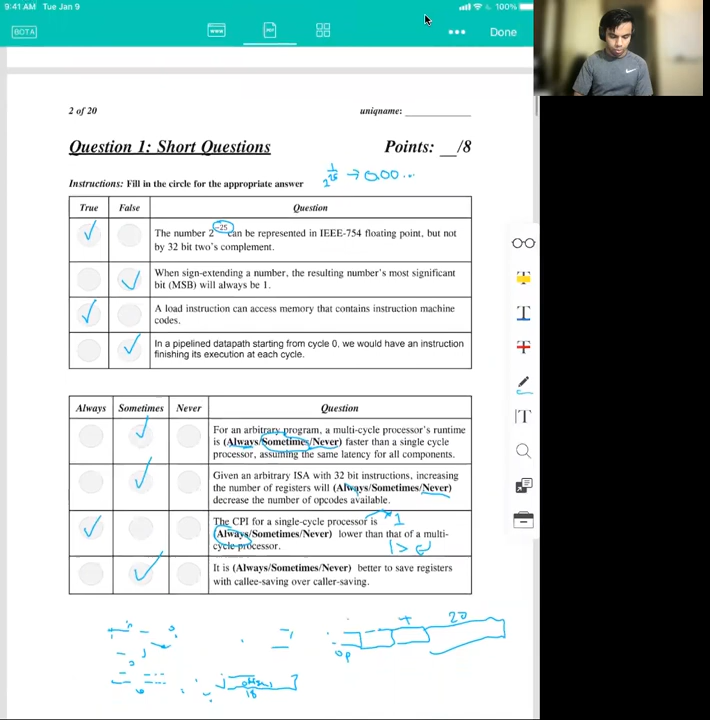 9:41 AM Tue Jan 9
100%
BOTA
Done
2 of 20
uniqname:
Question 1: Short Questions
Points: __/8
Instructions: Fill in the circle for the appropriate answer
→ 0.00...
True False Question
The number 2^-25 can be represented in IEEE-754 floating point, but not
by 32 bit two's complement.
When sign-extending a number, the resulting number's most significant
bit (MSB) will always be 1.
A load instruction can access memory that contains instruction machine
codes.
In a pipelined datapath starting from cycle 0, we would have an instruction
finishing its execution at each cycle.
Always Sometimes Never Question
For an arbitrary program, a multi-cycle processor's runtime
is (Always/Sometimes/Never) faster than a single cycle
processor, assuming the same latency for all components.
Given an arbitrary ISA with 32 bit instructions, increasing
the number of registers will (Always/Sometimes/Never)
decrease the number of opcodes available.
The CPI for a single-cycle processor is 1
(Always/Sometimes/Never) lower than that of a multi-
cycle processor.
It is (Always/Sometimes/Never) better to save registers
with callee-saving over caller-saving.
20
op